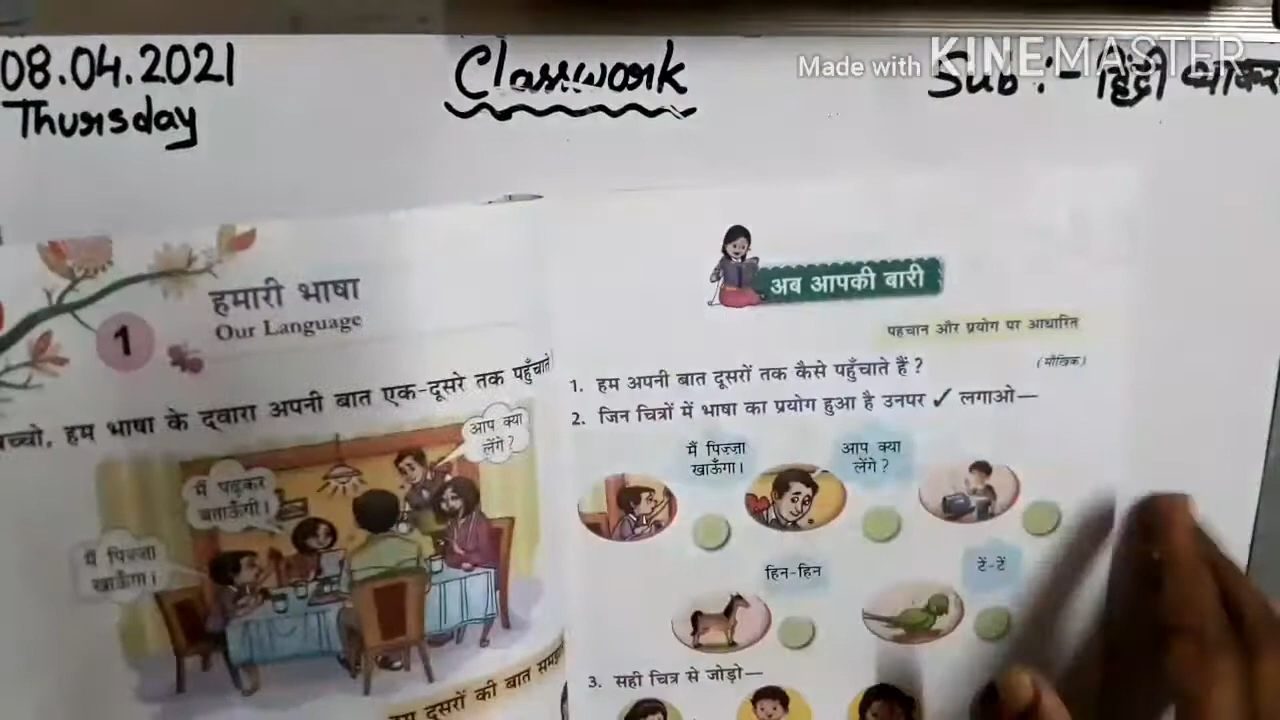 Made with KINEMASTER
08.04.2021
Thursday
Classwork
Sub :- हिंदी
1
हमारी भाषा
Our Language
हम भाषा के द्वारा अपनी बात एक-दूसरे तक पहुँचाते
आप क्या
लेंगे?
मैं पढ़कर
बताऊँगी।
मैं पिज़्ज़ा
खाऊँगा।
दूसरों की बात
अब आपकी बारी
पहचान और प्रयोग पर आधारित
(मौखिक)
1. हम अपनी बात दूसरों तक कैसे पहुँचाते हैं ?
2. जिन चित्रों में भाषा का प्रयोग हुआ है उनपर ✓ लगाओ—
मैं पिज़्ज़ा
खाऊँगा।
आप क्या
लेंगे?
हिन-हिन
टें-टें
3. सही चित्र से जोड़ो—